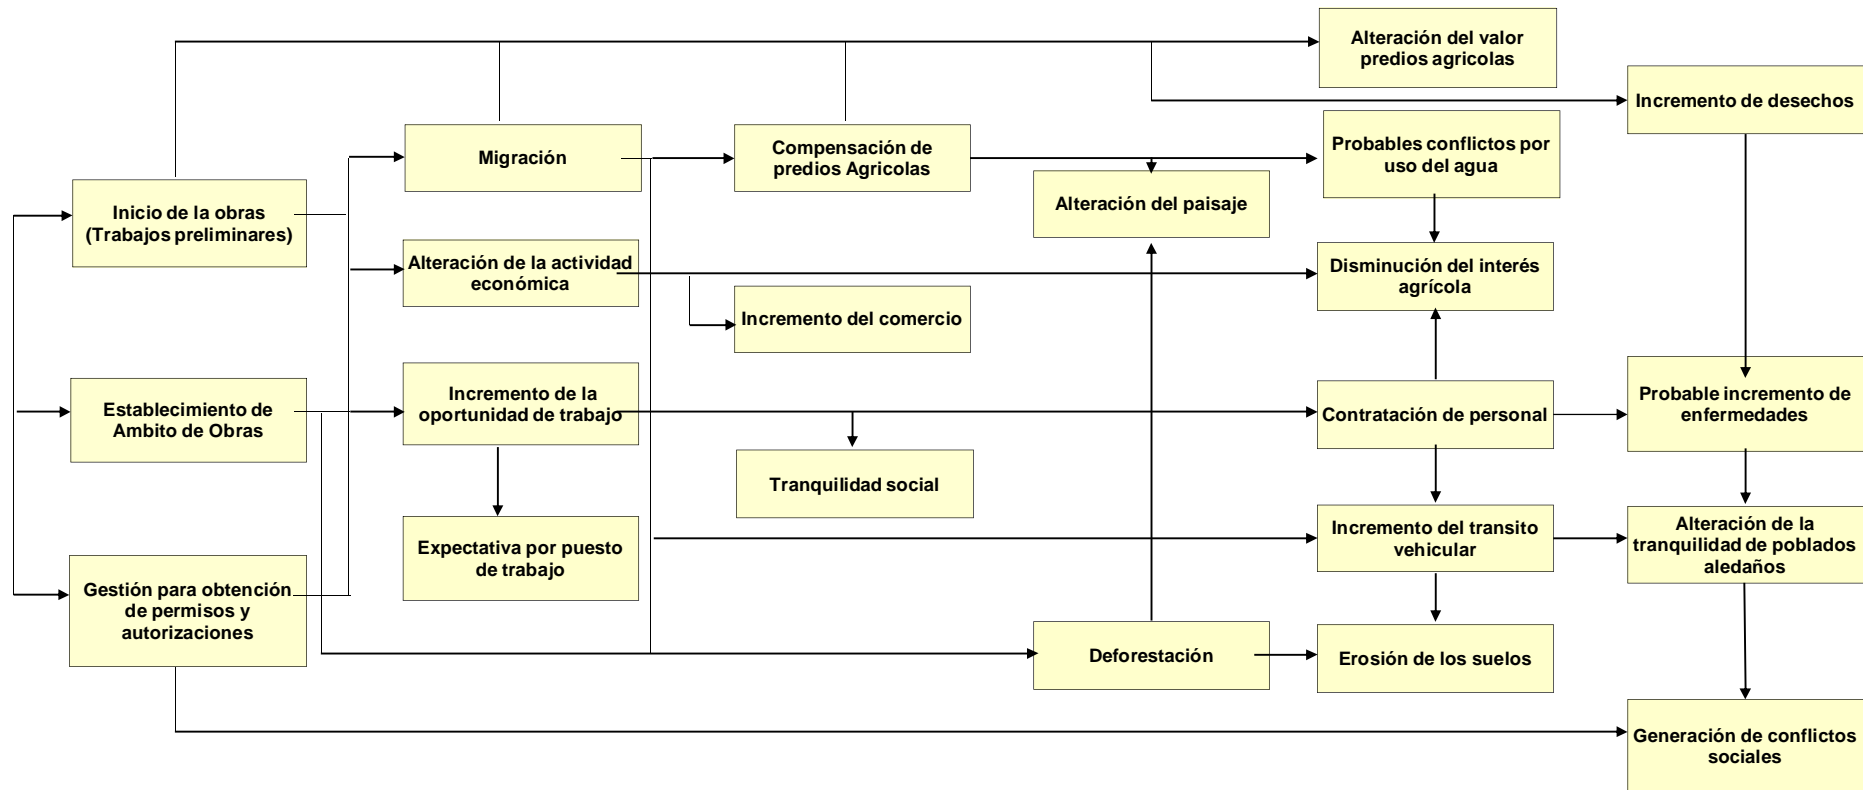 Alteración del valor
predios agricolas
Incremento de desechos
Migración
Compensación de
predios Agricolas
Probables conflictos por
uso del agua
Inicio de la obras
(Trabajos preliminares)
Alteración del paisaje
Alteración de la actividad
económica
Disminución del interés
agrícola
Incremento del comercio
Establecimiento de
Ambito de Obras
Incremento de la
oportunidad de trabajo
Contratación de personal
Probable incremento de
enfermedades
Tranquilidad social
Expectativa por puesto
de trabajo
Incremento del transito
vehicular
Alteración de la
tranquilidad de poblados
aledaños
Gestión para obtención
de permisos y
autorizaciones
Deforestación
Erosión de los suelos
Generación de conflictos
sociales